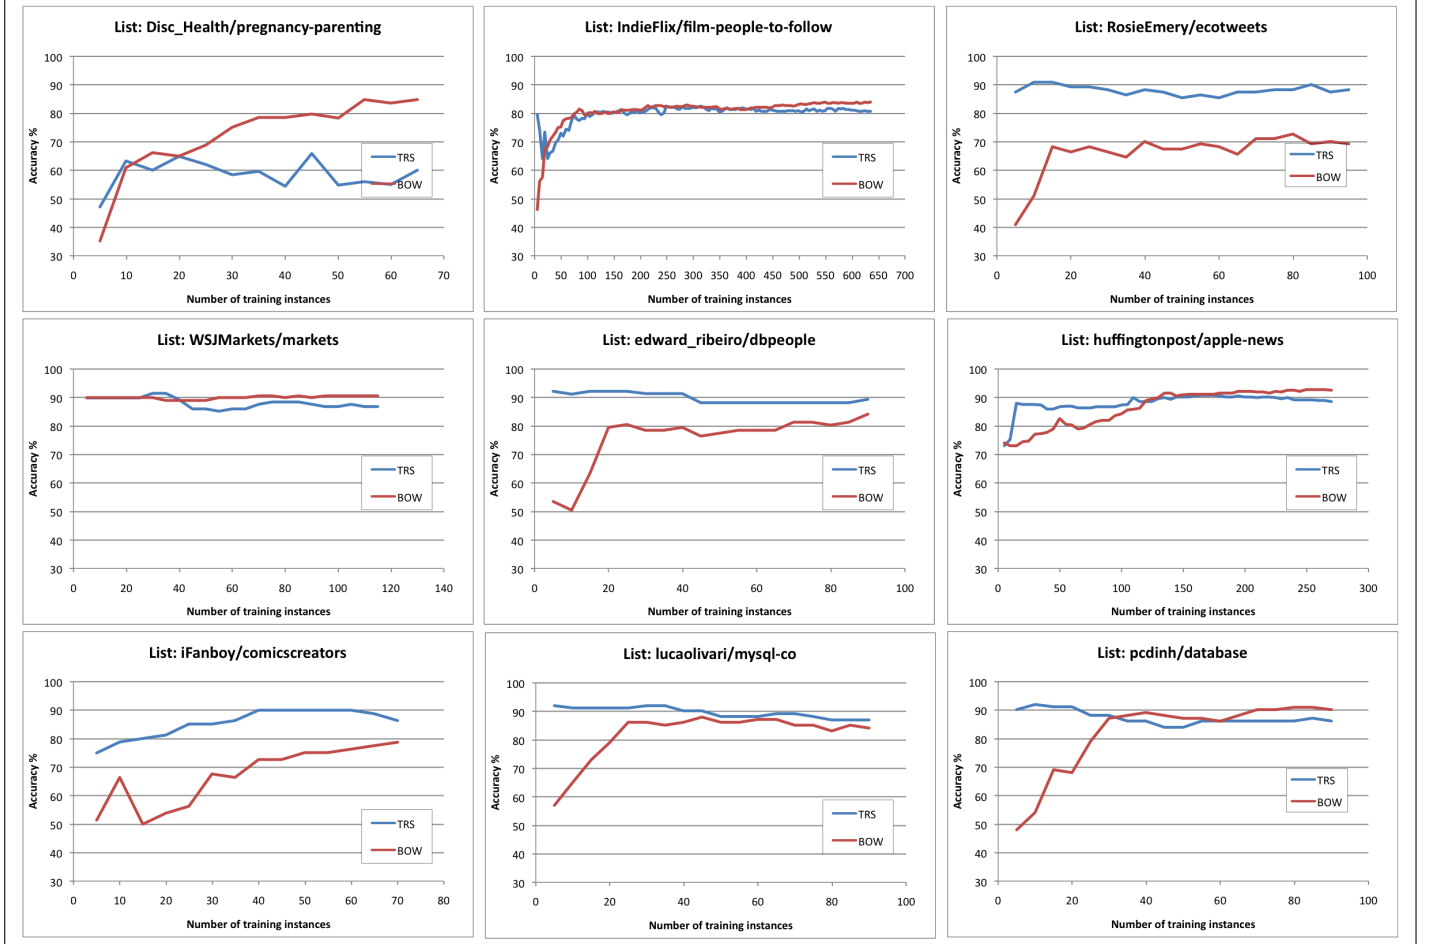 List: Disc_Health/pregnancy-parenting
100
90
80
70
60
50
40
30
Accuracy %
0 10 20 30 40 50 60 70
Number of training instances
TRS
BOW
List: IndieFlix/film-people-to-follow
100
90
80
70
60
50
40
30
Accuracy %
0 50 100 150 200 250 300 350 400 450 500 550 600 650 700
Number of training instances
TRS
BOW
List: RosieEmery/ecotweets
100
90
80
70
60
50
40
30
Accuracy %
0 20 40 60 80 100
Number of training instances
TRS
BOW
List: WSJMarkets/markets
100
90
80
70
60
50
40
30
Accuracy %
0 20 40 60 80 100 120 140
Number of training instances
TRS
BOW
List: edward_ribeiro/dbpeople
100
90
80
70
60
50
40
30
Accuracy %
0 20 40 60 80 100
Number of training instances
TRS
BOW
List: huffingtonpost/apple-news
100
90
80
70
60
50
40
30
Accuracy %
0 50 100 150 200 250 300
Number of training instances
TRS
BOW
List: iFanboy/comicscreators
100
90
80
70
60
50
40
30
Accuracy %
0 10 20 30 40 50 60 70 80
Number of training instances
TRS
BOW
List: lucaolivari/mysql-co
100
90
80
70
60
50
40
30
Accuracy %
0 20 40 60 80 100
Number of training instances
TRS
BOW
List: pcdinh/database
100
90
80
70
60
50
40
30
Accuracy %
0 20 40 60 80 100
Number of training instances
TRS
BOW